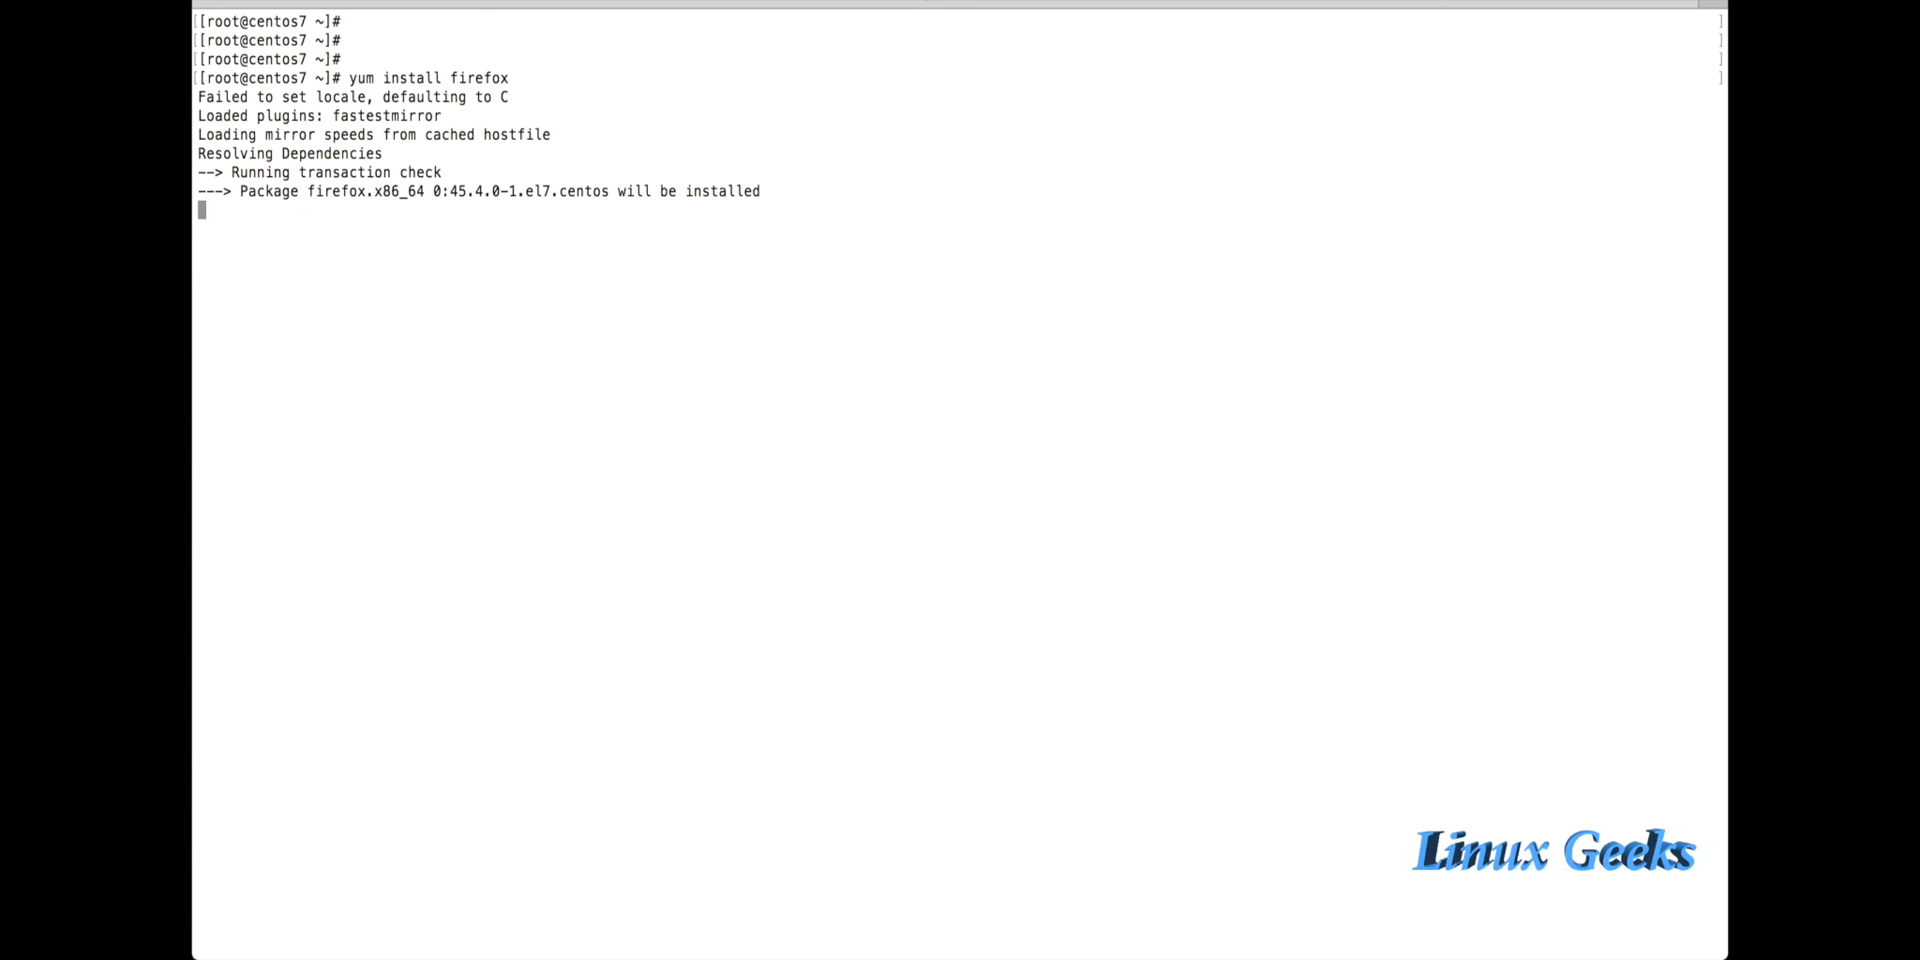 [[root@centos7 ~]# ]
[[root@centos7 ~]# ]
[[root@centos7 ~]# ]
[[root@centos7 ~]# yum install firefox ]
Failed to set locale, defaulting to C
Loaded plugins: fastestmirror
Loading mirror speeds from cached hostfile
Resolving Dependencies
--> Running transaction check
---> Package firefox.x86_64 0:45.4.0-1.el7.centos will be installed
Linux Geeks